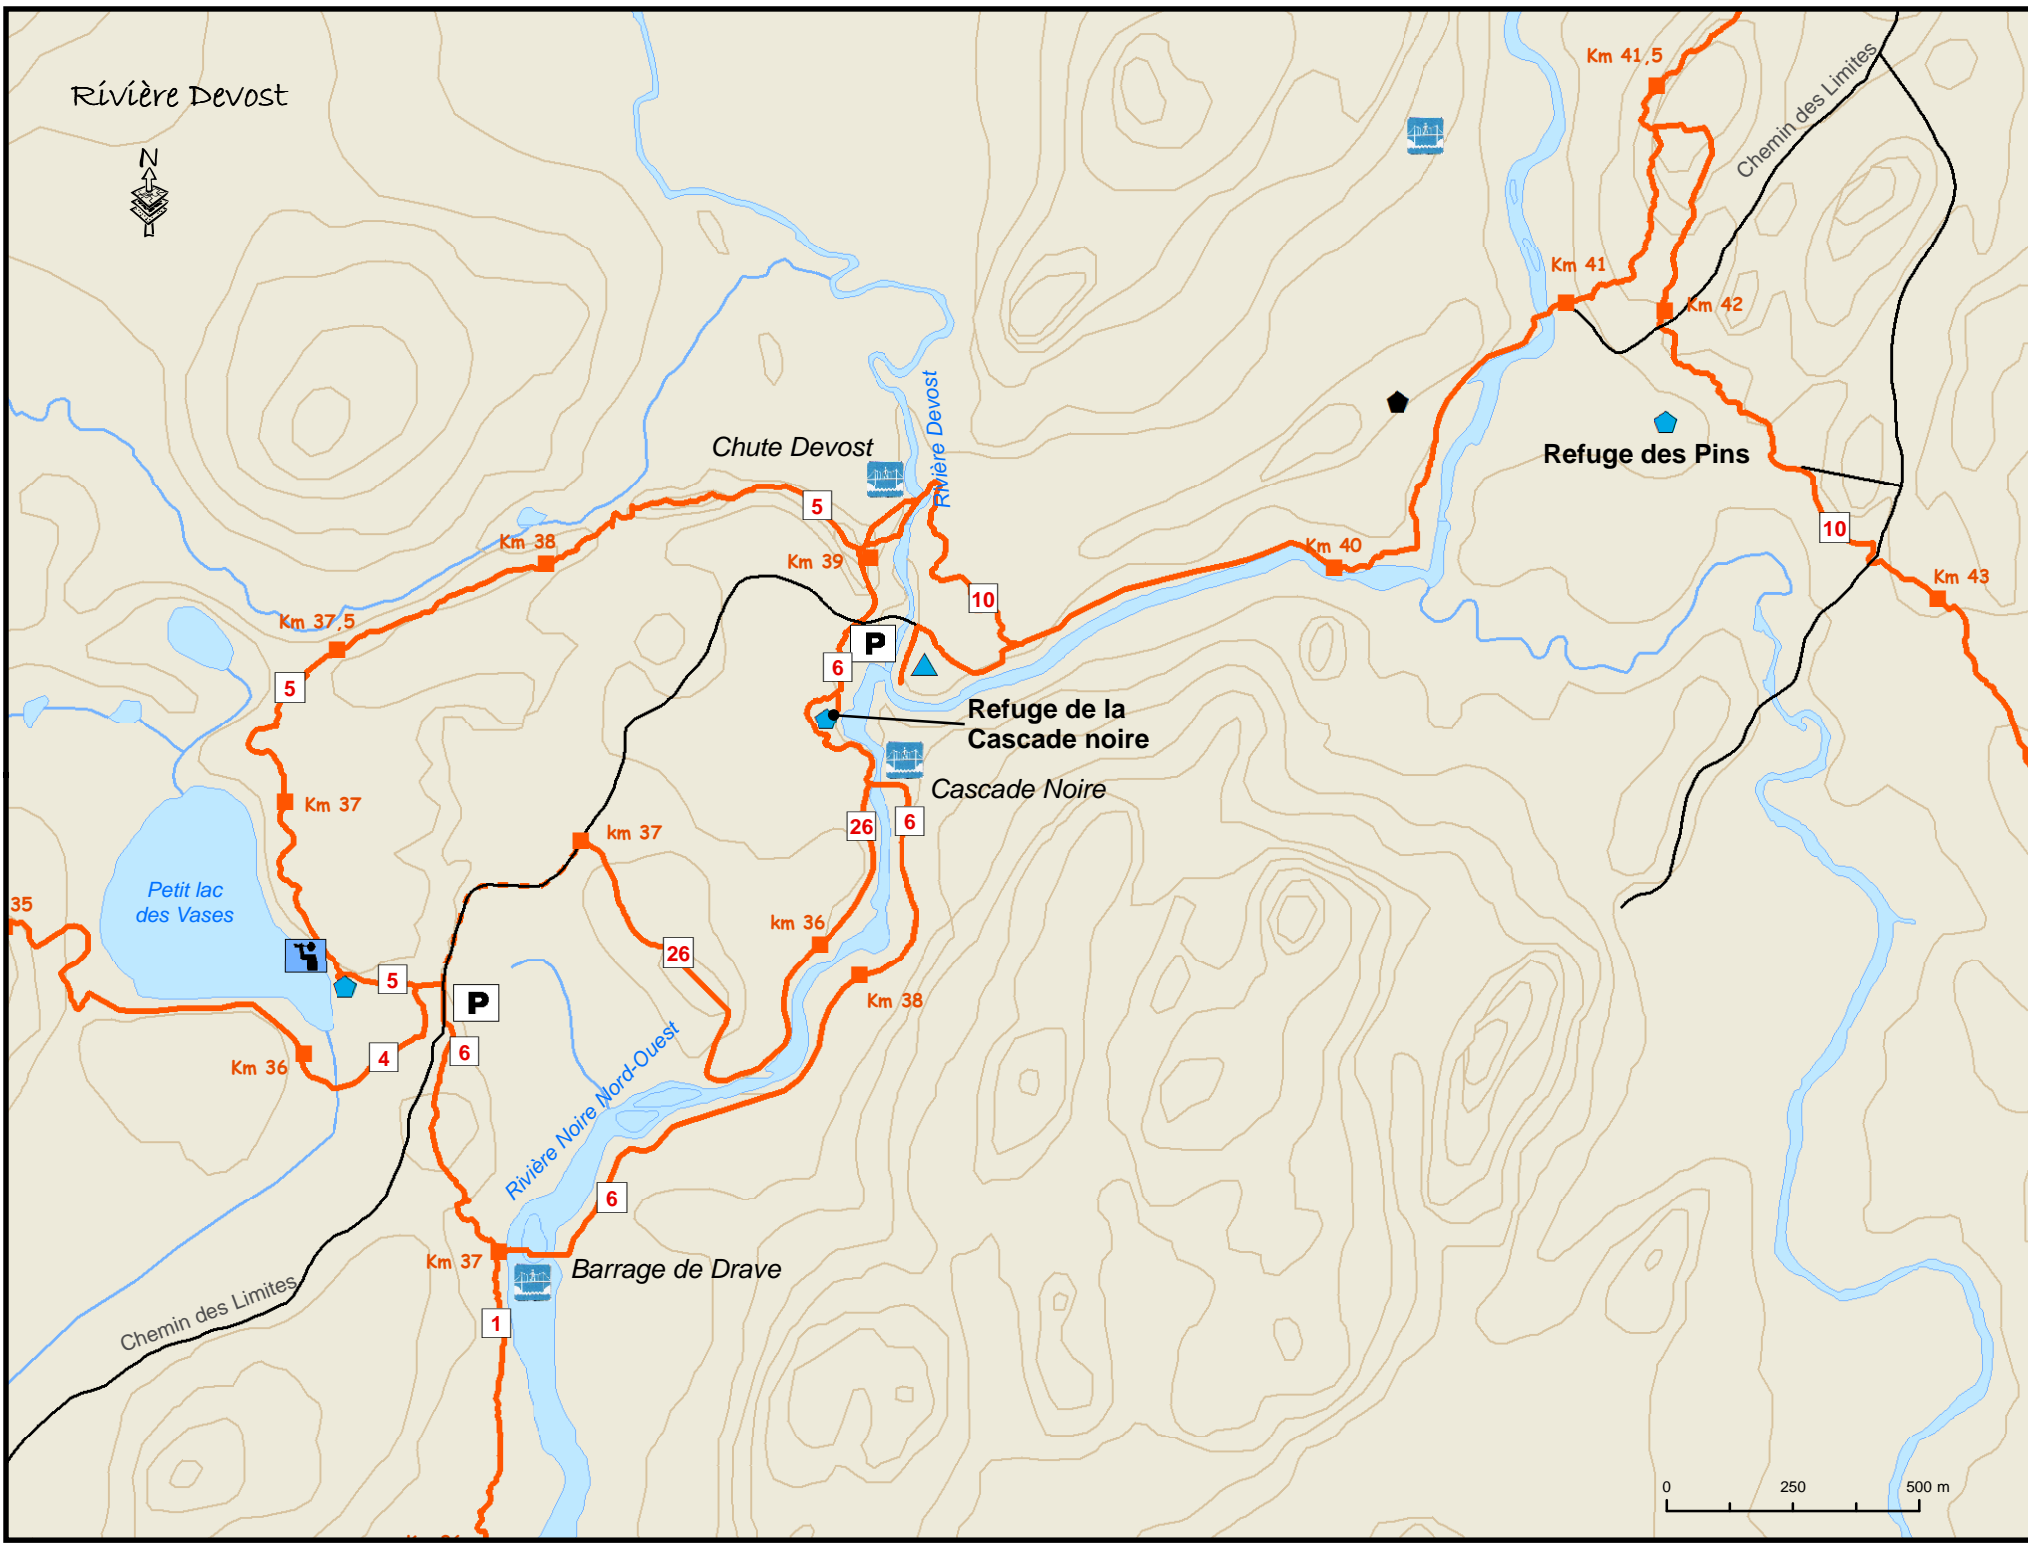 Rivière Devost
N
Km 41,5
Chemin des Limites
Km 41
Km 42
Rivière Devost
Chute Devost
Refuge des Pins
5
Km 38
Km 39
Km 40
10
10
Km 43
Km 37,5
P
6
5
Refuge de la
Cascade noire
Cascade Noire
Km 37
km 37
26
6
Petit lac
des Vases
35
km 36
26
5
P
Km 38
6
4
Km 36
Rivière Noire Nord-Ouest
6
Km 37
Barrage de Drave
Chemin des Limites
1
0 250 500 m